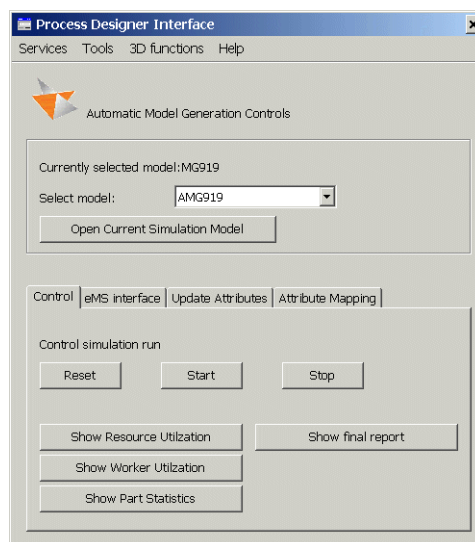 Process Designer Interface
Services Tools 3D functions Help
Automatic Model Generation Controls
Currently selected model:MG919
Select model: AMG919
Open Current Simulation Model
Control eMS interface Update Attributes Attribute Mapping
Control simulation run
Reset Start Stop
Show Resource Utilzation Show final report
Show Worker Utilzation
Show Part Statistics